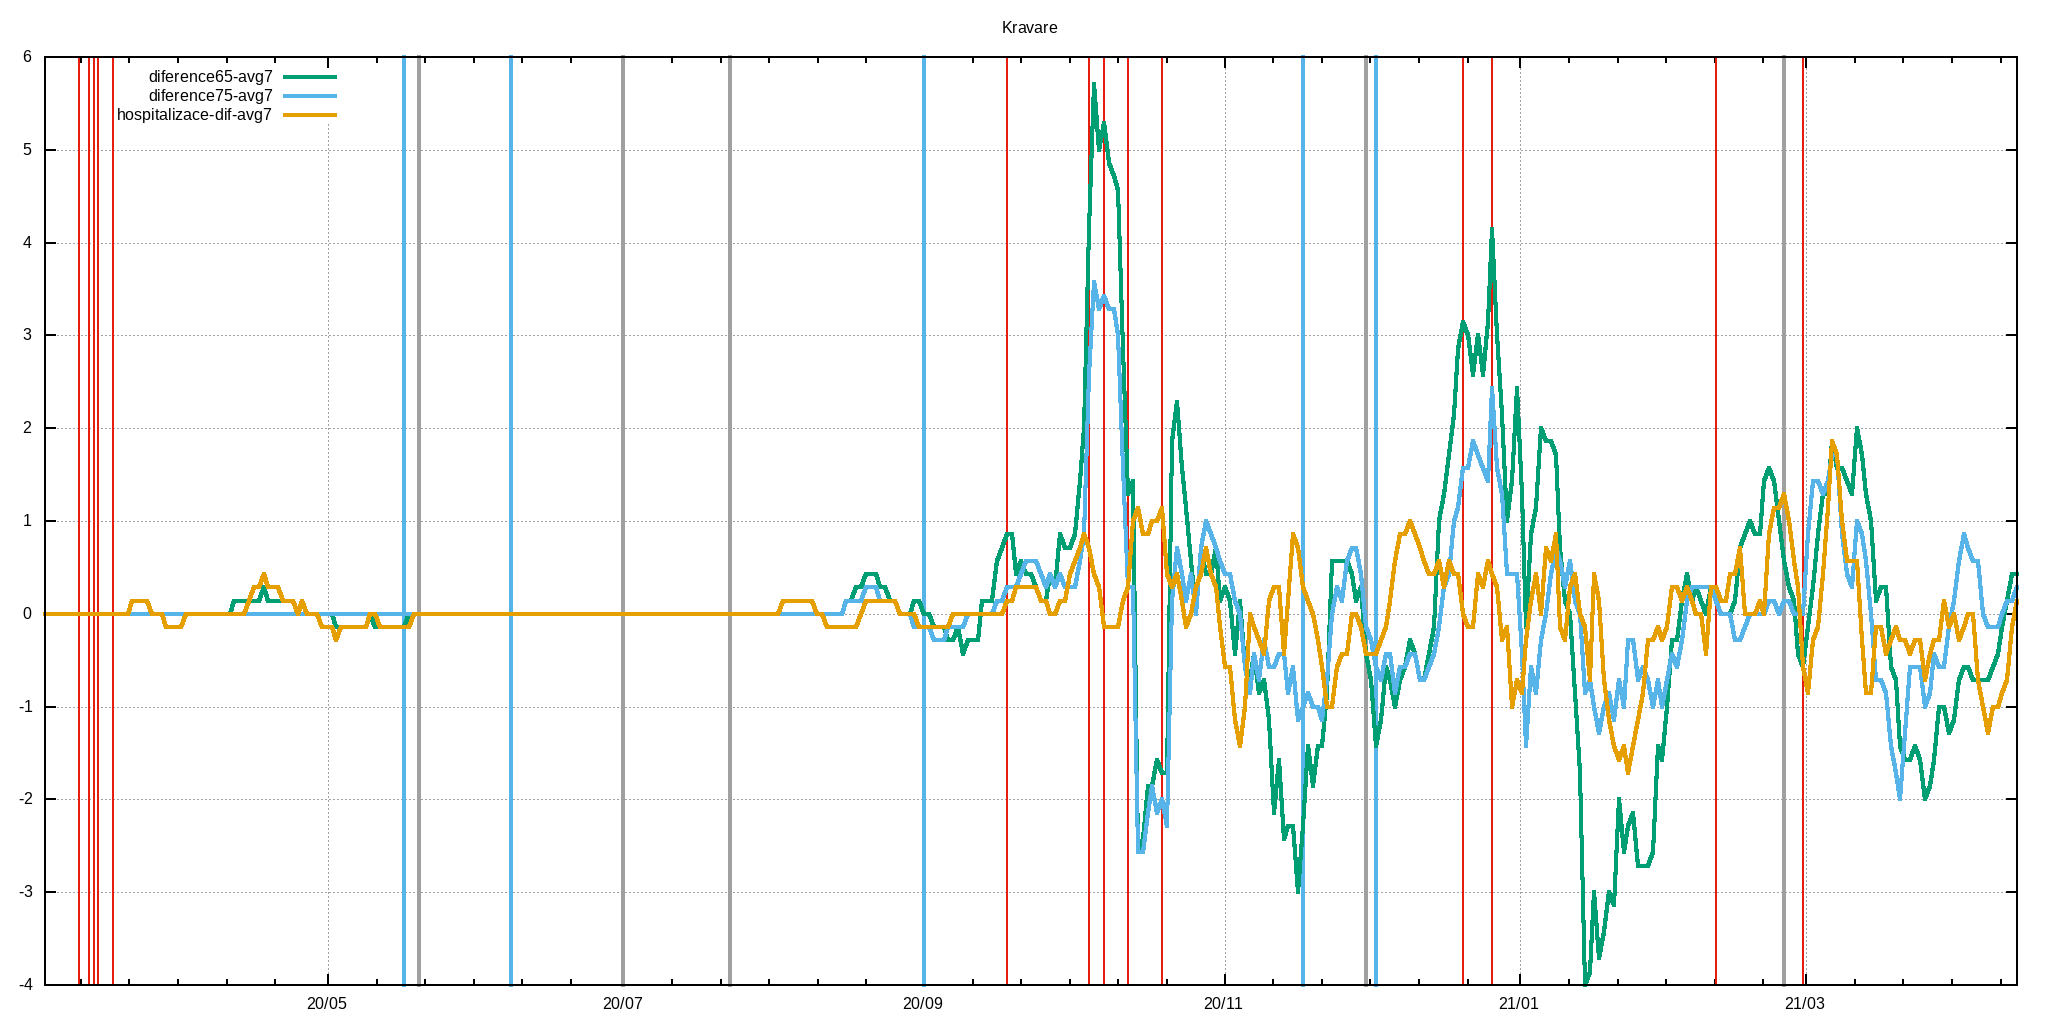 Kravare
diference65-avg7
diference75-avg7
hospitalizace-dif-avg7
6
5
4
3
2
1
0
-1
-2
-3
-4
20/05 20/07 20/09 20/11 21/01 21/03